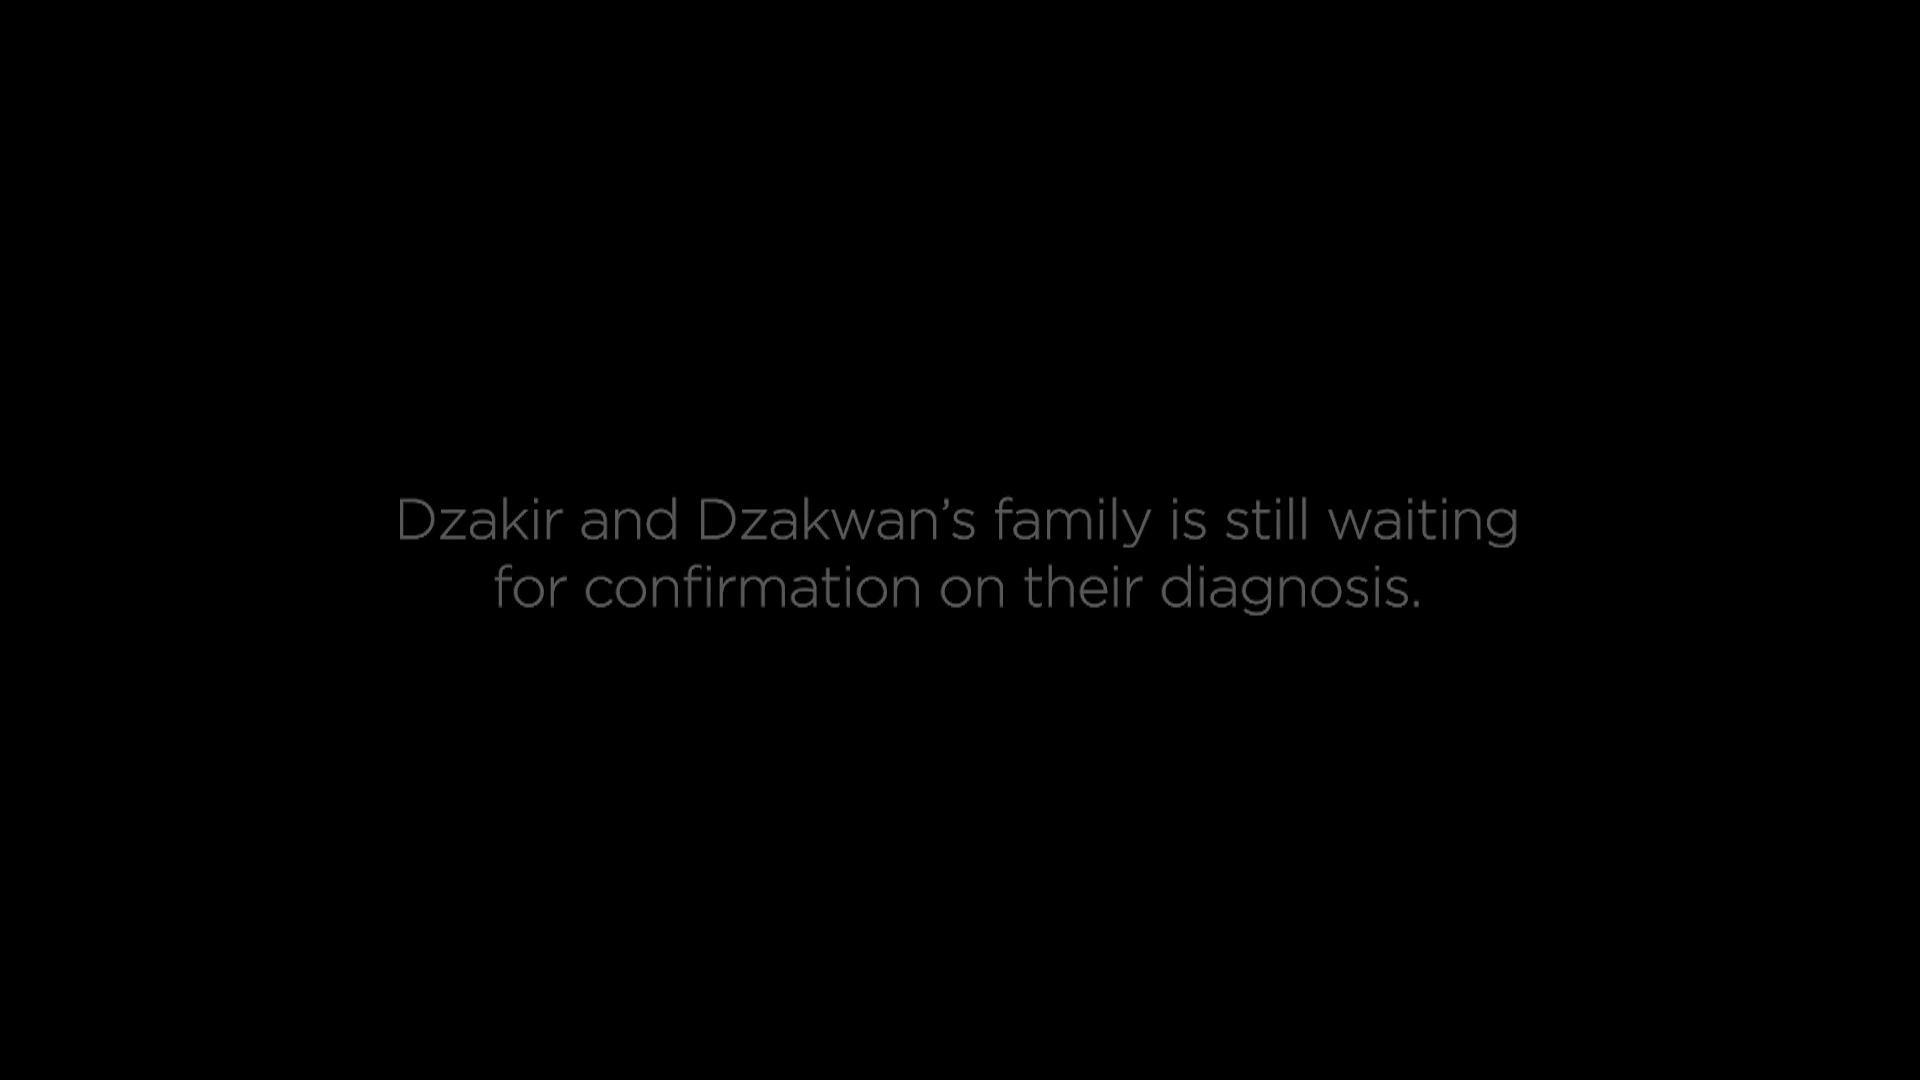 Dzakir and Dzakwan’s family is still waiting
for confirmation on their diagnosis.